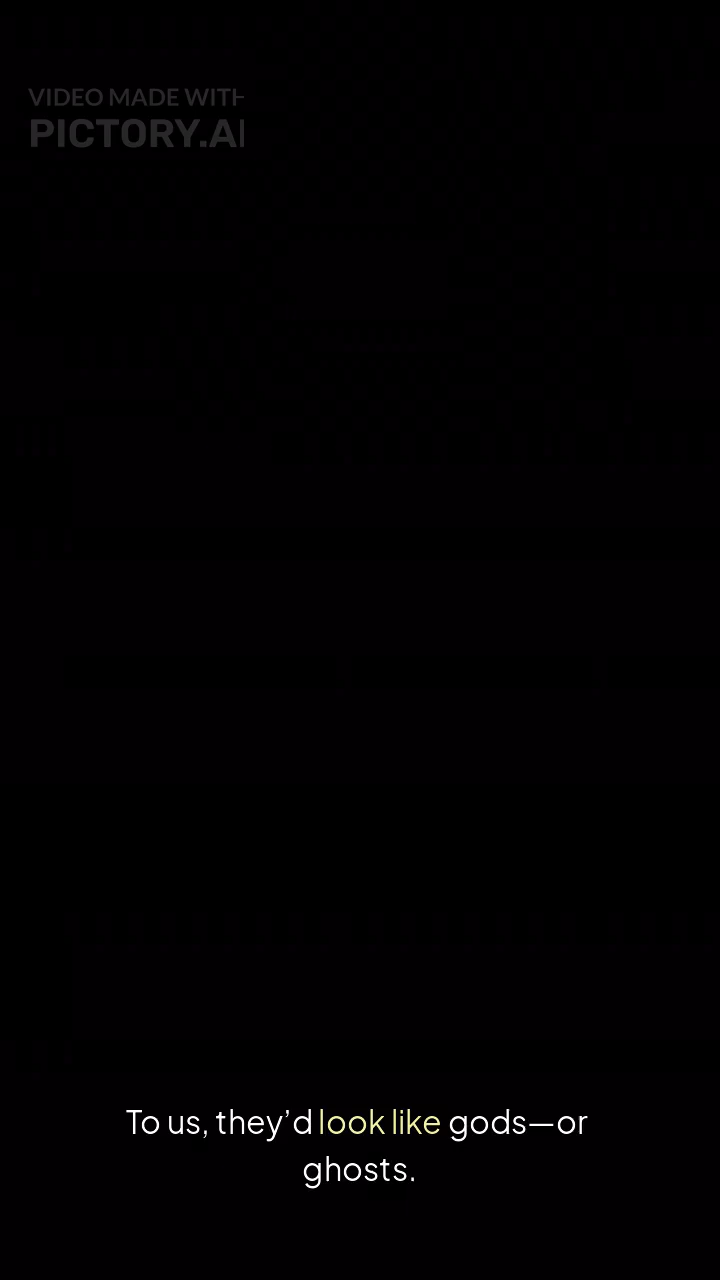 VIDEO MADE WITH
PICTORY.AI
To us, they’d look like gods—or
ghosts.